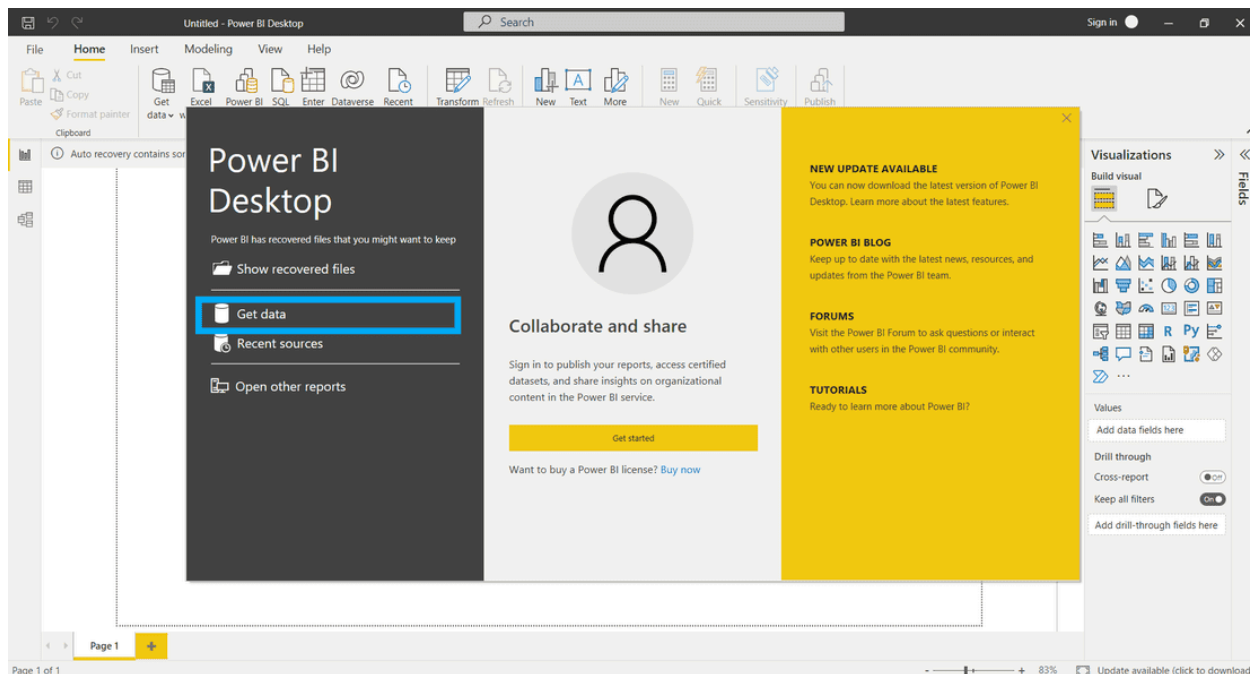 Untitled - Power BI Desktop
Search
Sign in
File Home Insert Modeling View Help
Paste
Cut
Copy
Format painter
Clipboard
Get data
Excel
Power BI
SQL
Enter
Dataverse
Recent
Transform
Refresh
New
Text
More
New
Quick
Sensitivity
Publish
Auto recovery contains
Power BI
Desktop
Power BI has recovered files that you might want to keep
Show recovered files
Get data
Recent sources
Open other reports
Collaborate and share
Sign in to publish your reports, access certified
datasets, and share insights on organizational
content in the Power BI service.
Get started
Want to buy a Power BI license? Buy now
NEW UPDATE AVAILABLE
You can now download the latest version of Power BI
Desktop. Learn more about the latest features.
POWER BI BLOG
Keep up to date with the latest news, resources, and
updates from the Power BI team.
FORUMS
Visit the Power BI Forum to ask questions or interact
with other users in the Power BI community.
TUTORIALS
Ready to learn more about Power BI?
Visualizations
Fields
Build visual
R Py
Values
Add data fields here
Drill through
Cross-report
Off
Keep all filters
On
Add drill-through fields here
Page 1
Page 1 of 1
83%
Update available (click to download